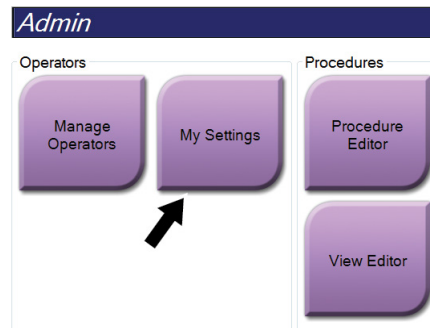 Admin
Operators
Procedures
Manage
Operators
My Settings
Procedure
Editor
View Editor